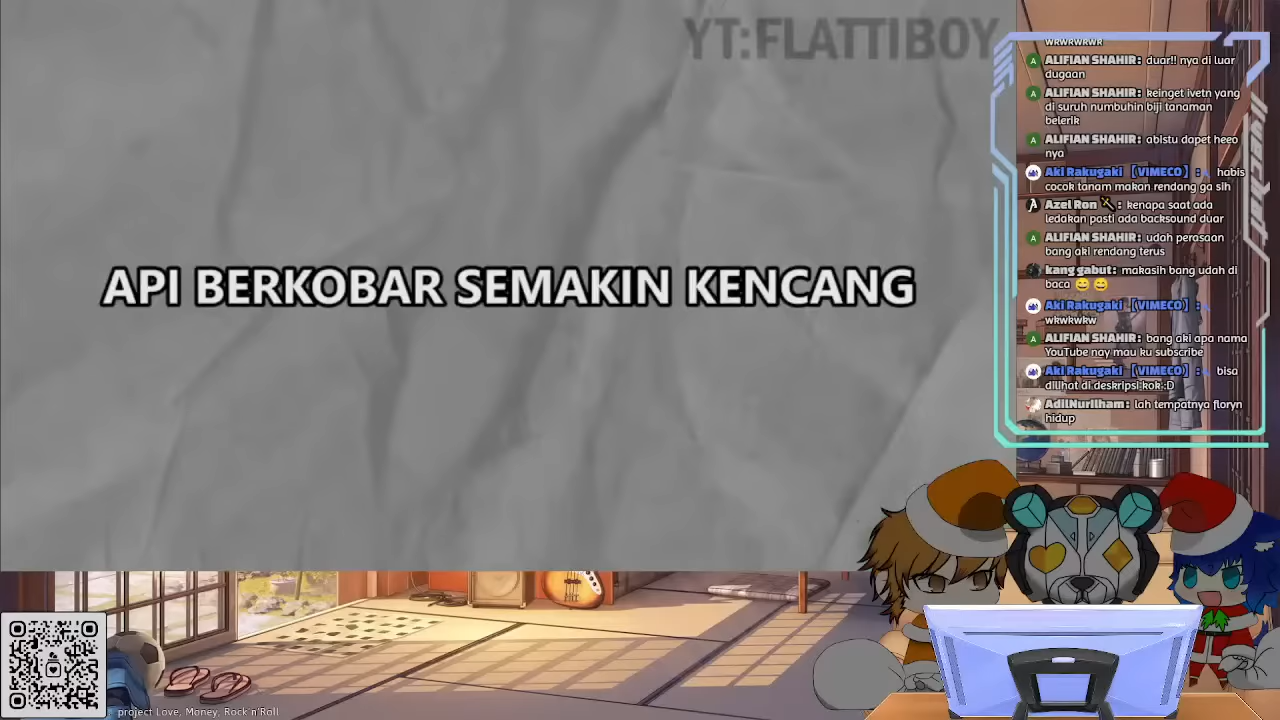 YT:FLATTIBOY
API BERKOBAR SEMAKIN KENCANG
wkwkwkwk
ALIFIAN SHAHIR: duar!! nya di luar
dugaan
ALIFIAN SHAHIR: keinget ivetn yang
di suruh numbuhin biji tanaman
belerik
ALIFIAN SHAHIR: abistu dapet heeo
nya
Aki Rakugaki【VIMECO】: habis
cocok tanam makan rendang ga sih
Azel Ron: kenapa saat ada
ledakan pasti ada backsound duar
ALIFIAN SHAHIR: udah perasaan
bang aki rendang terus
kang gabut: makasih bang udah di
baca 😄 😄
Aki Rakugaki【VIMECO】:
wkwkwkw
ALIFIAN SHAHIR: bang aki apa nama
YouTube nay mau ku subscribe
Aki Rakugaki【VIMECO】: bisa
dilihat di deskripsi kok :D
AdilNurilham: lah tempatnya floryn
hidup
project Love, Money, Rock n'Roll